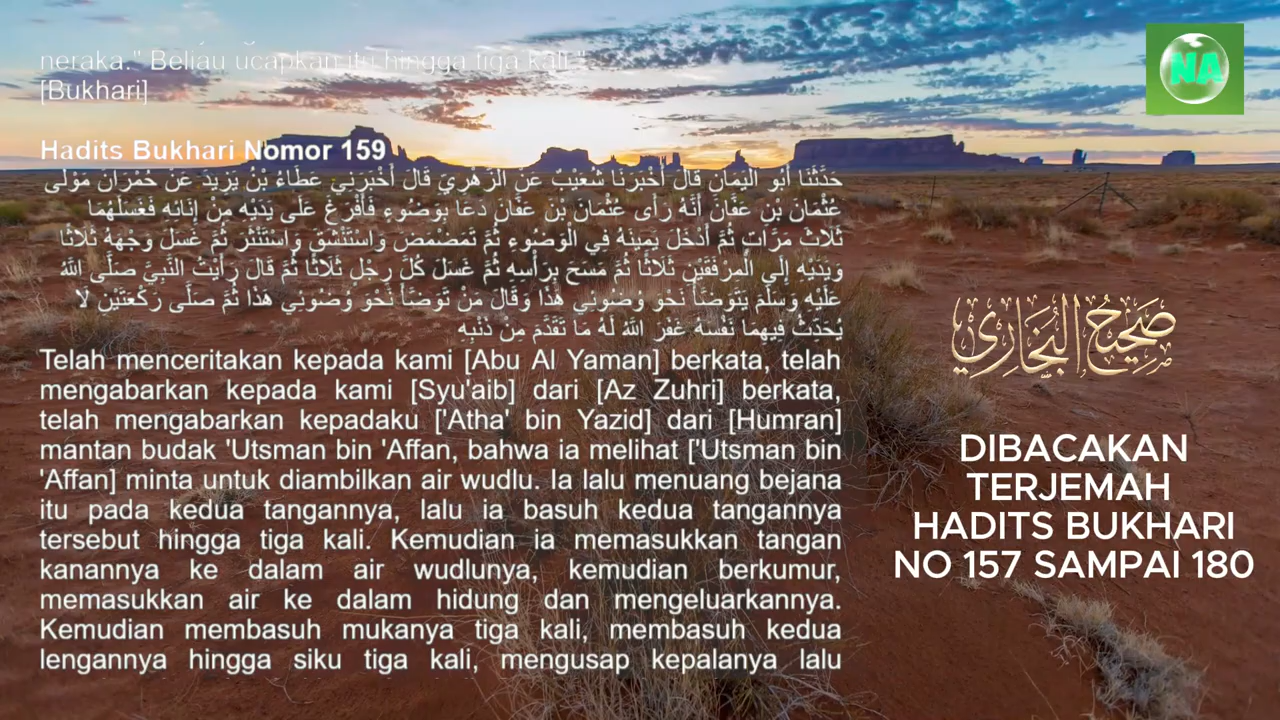 neraka." Beliau ucapkan itu hingga tiga kali."
[Bukhari]
Hadits Bukhari Nomor 159
حَدَّثَنَا أَبُو الْيَمَانِ قَالَ أَخْبَرَنَا شُعَيْبٌ عَنْ الزُّهْرِيِّ قَالَ أَخْبَرَنِي عَطَاءُ بْنُ يَزِيدَ عَنْ حُمْرَانَ مَوْلَى
عُثْمَانَ بْنِ عَفَّانَ أَنَّهُ رَأَى عُثْمَانَ بْنَ عَفَّانَ دَعَا بِوَضُوءٍ فَأَفْرَغَ عَلَى يَدَيْهِ مِنْ إِنَائِهِ فَغَسَلَهُمَا
ثَلَاثَ مَرَّاتٍ ثُمَّ أَدْخَلَ يَمِينَهُ فِي الْوَضُوءِ ثُمَّ تَمَضْمَضَ وَاسْتَنْشَقَ وَاسْتَنْثَرَ ثُمَّ غَسَلَ وَجْهَهُ ثَلَاثًا
وَيَدَيْهِ إِلَى الْمِرْفَقَيْنِ ثَلَاثًا ثُمَّ مَسَحَ بِرَأْسِهِ ثُمَّ غَسَلَ كُلَّ رِجْلٍ ثَلَاثًا ثُمَّ قَالَ رَأَيْتُ النَّبِيَّ صَلَّى اللَّهُ
عَلَيْهِ وَسَلَّمَ يَتَوَضَّأُ نَحْوَ وُضُوئِي هَذَا وَقَالَ مَنْ تَوَضَّأَ نَحْوَ وُضُوئِي هَذَا ثُمَّ صَلَّى رَكْعَتَيْنِ لَا
يُحَدِّثُ فِيهِمَا نَفْسَهُ غَفَرَ اللَّهُ لَهُ مَا تَقَدَّمَ مِنْ ذَنْبِهِ
Telah menceritakan kepada kami [Abu Al Yaman] berkata, telah
mengabarkan kepada kami [Syu'aib] dari [Az Zuhri] berkata,
telah mengabarkan kepadaku ['Atha' bin Yazid] dari [Humran]
mantan budak 'Utsman bin 'Affan, bahwa ia melihat ['Utsman bin
'Affan] minta untuk diambilkan air wudlu. Ia lalu menuang bejana
itu pada kedua tangannya, lalu ia basuh kedua tangannya
tersebut hingga tiga kali. Kemudian ia memasukkan tangan
kanannya ke dalam air wudlunya, kemudian berkumur,
memasukkan air ke dalam hidung dan mengeluarkannya.
Kemudian membasuh mukanya tiga kali, membasuh kedua
lengannya hingga siku tiga kali, mengusap kepalanya lalu
NA
صَحِيحُ الْبُخَارِي
DIBACAKAN
TERJEMAH
HADITS BUKHARI
NO 157 SAMPAI 180